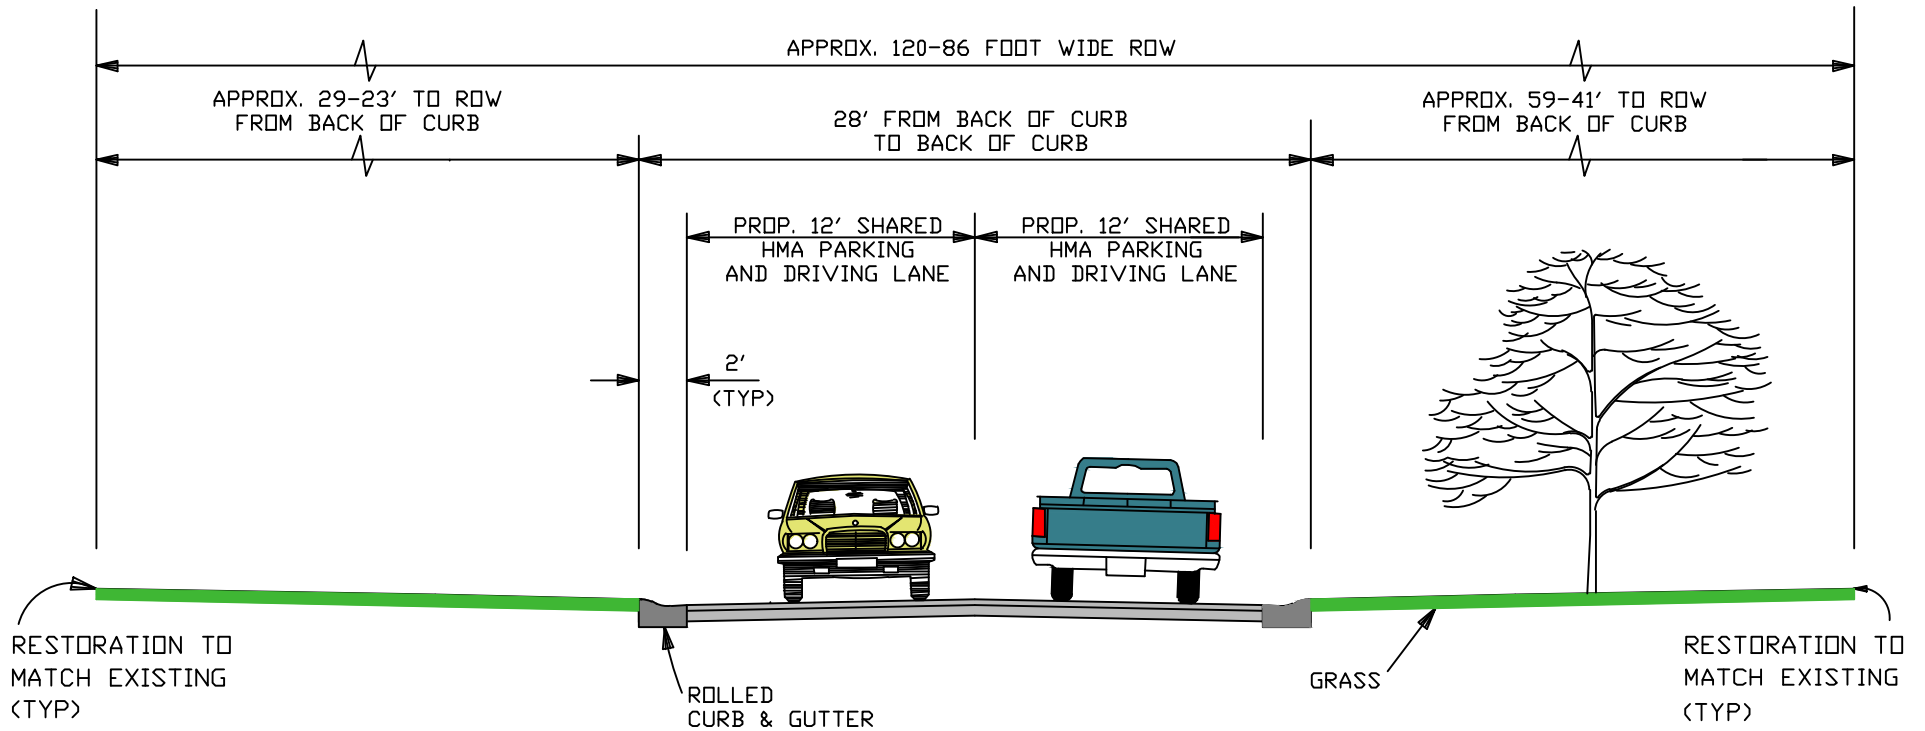 APPROX. 120-86 FOOT WIDE ROW
APPROX. 29-23' TO ROW
FROM BACK OF CURB
28' FROM BACK OF CURB
TO BACK OF CURB
APPROX. 59-41' TO ROW
FROM BACK OF CURB
PROP. 12' SHARED
HMA PARKING
AND DRIVING LANE
PROP. 12' SHARED
HMA PARKING
AND DRIVING LANE
2'
(TYP)
RESTORATION TO
MATCH EXISTING
(TYP)
ROLLED
CURB & GUTTER
GRASS
RESTORATION TO
MATCH EXISTING
(TYP)